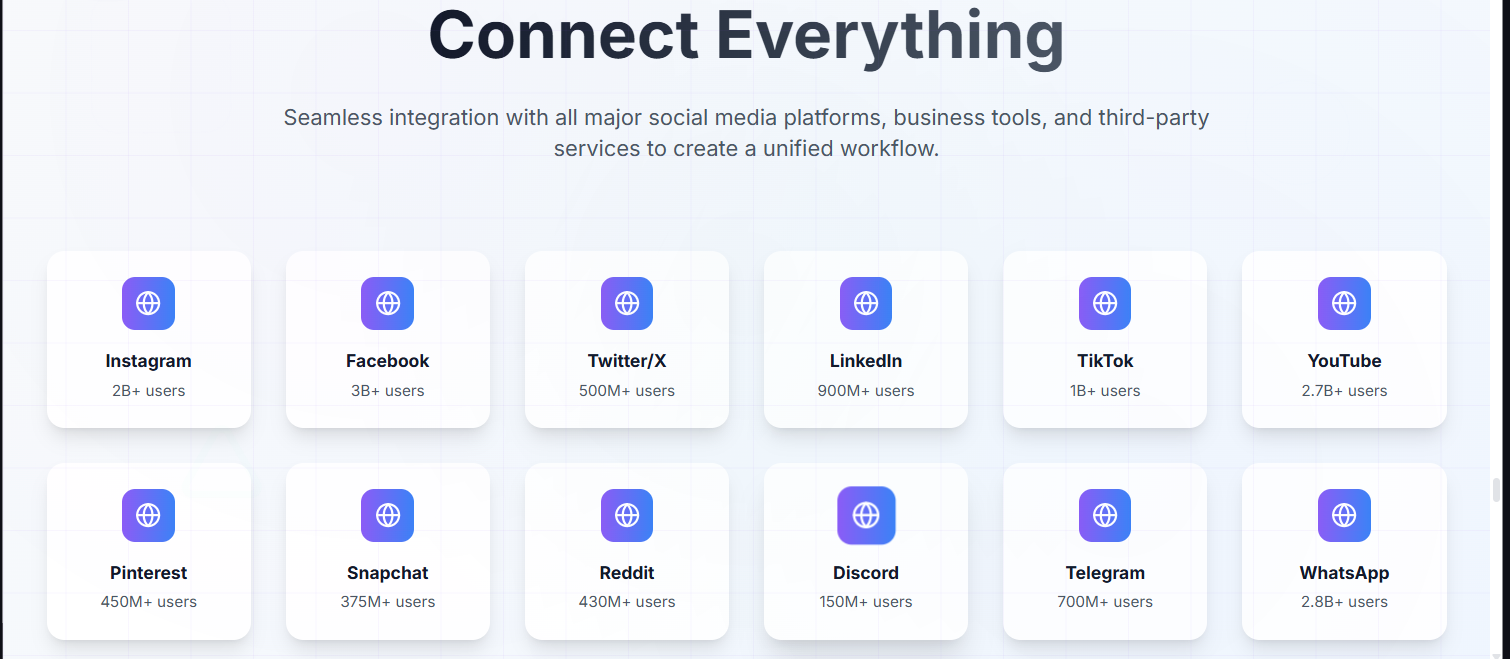 Connect Everything
Seamless integration with all major social media platforms, business tools, and third-party
services to create a unified workflow.
Instagram
2B+ users
Facebook
3B+ users
Twitter/X
500M+ users
LinkedIn
900M+ users
TikTok
1B+ users
YouTube
2.7B+ users
Pinterest
450M+ users
Snapchat
375M+ users
Reddit
430M+ users
Discord
150M+ users
Telegram
700M+ users
WhatsApp
2.8B+ users